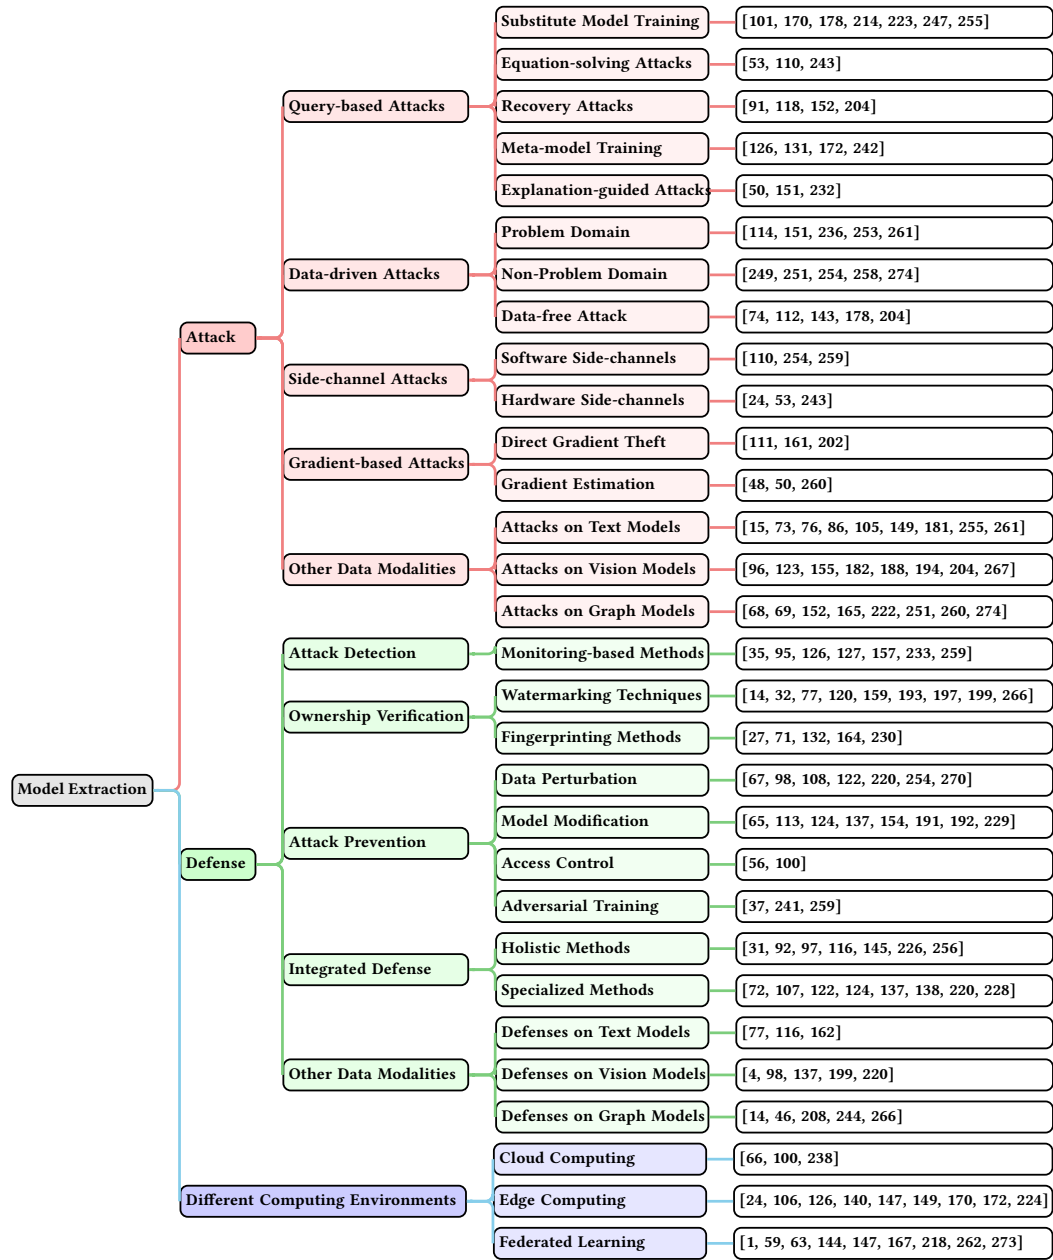 Substitute Model Training [101, 170, 178, 214, 223, 247, 255]
Equation-solving Attacks [53, 110, 243]
Query-based Attacks Recovery Attacks [91, 118, 152, 204]
Meta-model Training [126, 131, 172, 242]
Explanation-guided Attacks [50, 151, 232]
Problem Domain [114, 151, 236, 253, 261]
Data-driven Attacks Non-Problem Domain [249, 251, 254, 258, 274]
Data-free Attack [74, 112, 143, 178, 204]
Attack
Software Side-channels [110, 254, 259]
Side-channel Attacks
Hardware Side-channels [24, 53, 243]
Direct Gradient Theft [111, 161, 202]
Gradient-based Attacks
Gradient Estimation [48, 50, 260]
Attacks on Text Models [15, 73, 76, 86, 105, 149, 181, 255, 261]
Other Data Modalities Attacks on Vision Models [96, 123, 155, 182, 188, 194, 204, 267]
Attacks on Graph Models [68, 69, 152, 165, 222, 251, 260, 274]
Attack Detection Monitoring-based Methods [35, 95, 126, 127, 157, 233, 259]
Watermarking Techniques [14, 32, 77, 120, 159, 193, 197, 199, 266]
Ownership Verification
Fingerprinting Methods [27, 71, 132, 164, 230]
Data Perturbation [67, 98, 108, 122, 220, 254, 270]
Model Extraction
Model Modification [65, 113, 124, 137, 154, 191, 192, 229]
Attack Prevention
Defense Access Control [56, 100]
Adversarial Training [37, 241, 259]
Holistic Methods [31, 92, 97, 116, 145, 226, 256]
Integrated Defense
Specialized Methods [72, 107, 122, 124, 137, 138, 220, 228]
Defenses on Text Models [77, 116, 162]
Other Data Modalities Defenses on Vision Models [4, 98, 137, 199, 220]
Defenses on Graph Models [14, 46, 208, 244, 266]
Cloud Computing [66, 100, 238]
Different Computing Environments Edge Computing [24, 106, 126, 140, 147, 149, 170, 172, 224]
Federated Learning [1, 59, 63, 144, 147, 167, 218, 262, 273]